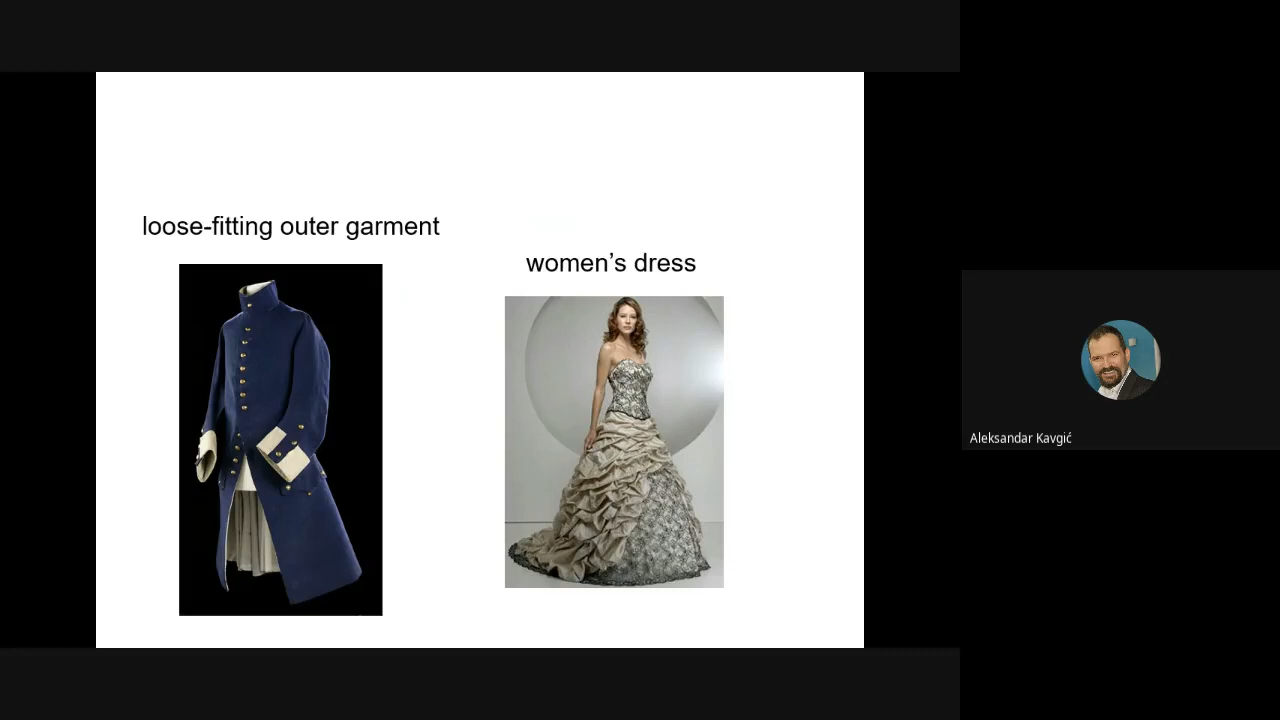 loose-fitting outer garment
women’s dress
Aleksandar Kavgić